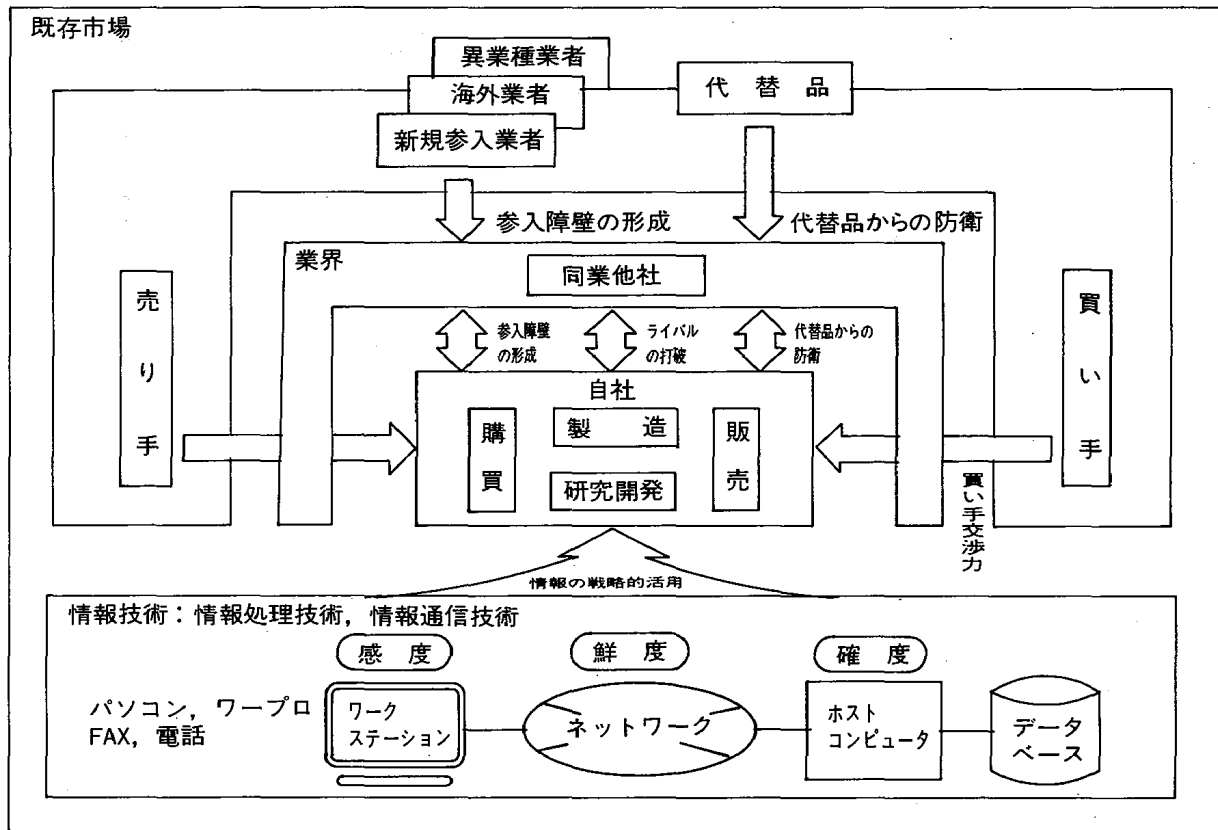 既存市場
異業種業者
海外業者
新規参入業者
代替品
参入障壁の形成
代替品からの防衛
業界
同業他社
売り手
買い手
参入障壁
の形成
ライバル
の打破
代替品からの
防衛
自社
購買
製造
販売
研究開発
買い手交渉力
情報の戦略的活用
情報技術：情報処理技術，情報通信技術
感度
鮮度
確度
パソコン，ワープロ
FAX，電話
ワーク
ステーション
ネットワーク
ホスト
コンピュータ
データ
ベース